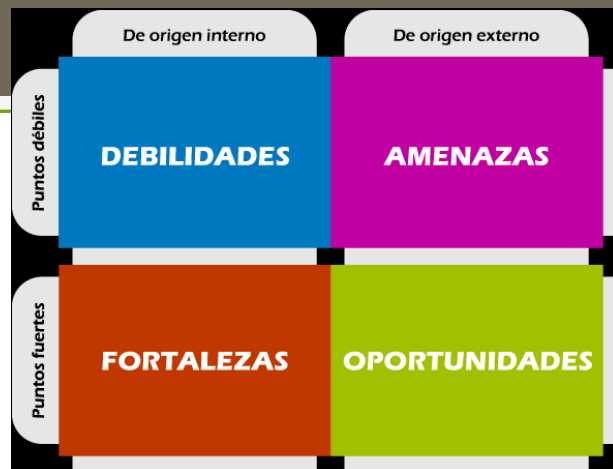 De origen interno
De origen externo
Puntos débiles
DEBILIDADES
AMENAZAS
Puntos fuertes
FORTALEZAS
OPORTUNIDADES